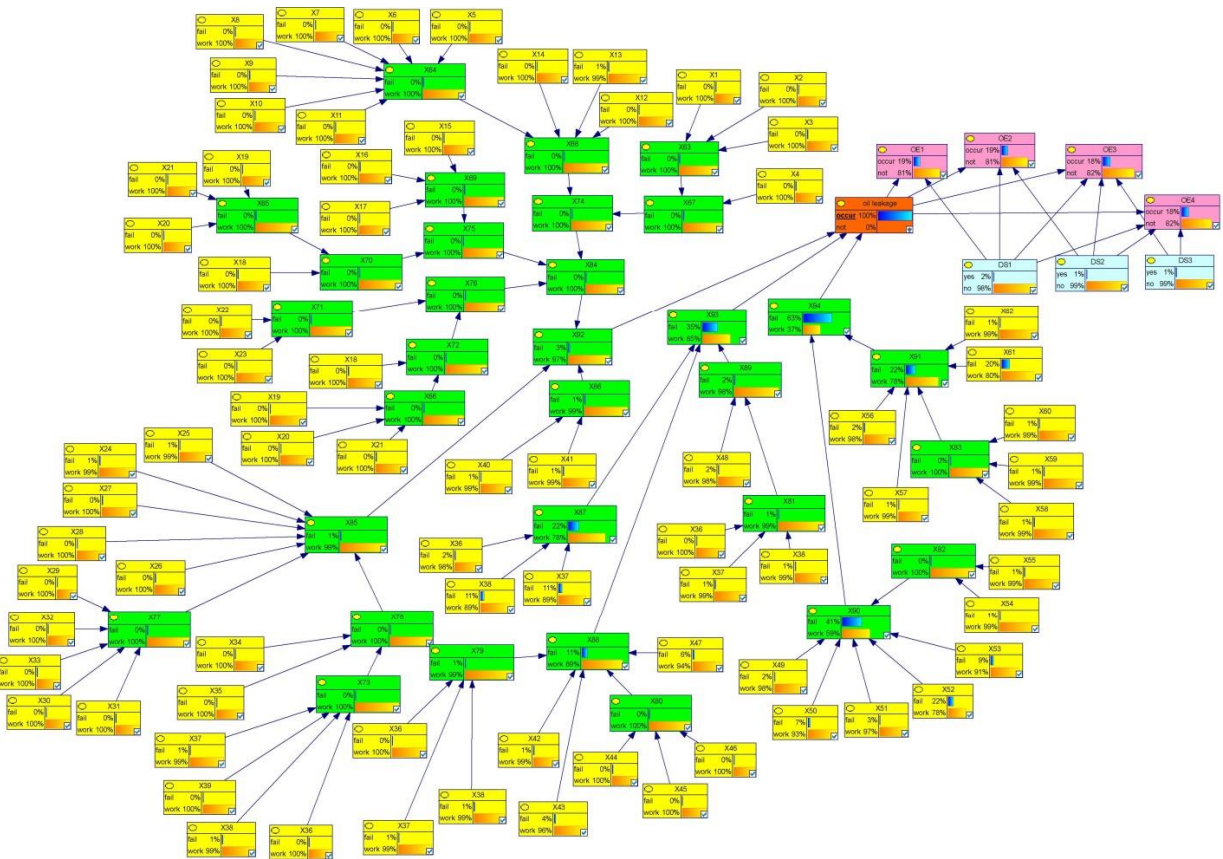 X8
fail 0%
work 100%
X7
fail 0%
work 100%
X6
fail 0%
work 100%
X5
fail 0%
work 100%
X9
fail 0%
work 100%
X64
fail 0%
work 100%
X10
fail 0%
work 100%
X11
fail 0%
work 100%
X14
fail 0%
work 100%
X13
fail 1%
work 99%
X12
fail 0%
work 100%
X1
fail 0%
work 100%
X2
fail 0%
work 100%
X3
fail 0%
work 100%
X4
fail 0%
work 100%
X63
fail 0%
work 100%
X67
fail 0%
work 100%
fail 0%
work 100%
X74
fail 0%
work 100%
X15
fail 0%
work 100%
X16
fail 0%
work 100%
X17
fail 0%
work 100%
X69
fail 0%
work 100%
X75
fail 0%
work 100%
X21
fail 0%
work 100%
X19
fail 0%
work 100%
X20
fail 0%
work 100%
X65
fail 0%
work 100%
X18
fail 0%
work 100%
X70
fail 0%
work 100%
X84
fail 0%
work 100%
X22
fail 0%
work 100%
X71
fail 0%
work 100%
X23
fail 0%
work 100%
fail 0%
work 100%
X18
fail 0%
work 100%
X72
fail 0%
work 100%
X19
fail 0%
work 100%
X66
fail 0%
work 100%
X20
fail 0%
work 100%
X21
fail 0%
work 100%
X92
fail 3%
work 97%
X86
fail 1%
work 99%
X40
fail 1%
work 99%
X41
fail 1%
work 99%
OE1
occur 19%
not 81%
OE2
occur 19%
not 81%
OE3
occur 18%
not 82%
OE4
occur 18%
not 82%
oil leakage
occur 100%
not 0%
DS1
yes 2%
no 98%
DS2
yes 1%
no 99%
DS3
yes 1%
no 99%
X93
fail 35%
work 65%
X94
fail 63%
work 37%
X62
fail 1%
work 99%
X61
fail 20%
work 80%
X91
fail 22%
work 78%
X89
fail 2%
work 98%
X56
fail 2%
work 98%
X60
fail 1%
work 99%
X83
fail 0%
work 100%
X59
fail 1%
work 99%
X58
fail 1%
work 99%
X57
fail 1%
work 99%
X48
fail 2%
work 98%
X81
fail 1%
work 99%
X36
fail 0%
work 100%
X37
fail 1%
work 99%
X38
fail 1%
work 99%
X25
fail 1%
work 99%
X24
fail 1%
work 99%
X27
fail 0%
work 100%
X28
fail 0%
work 100%
X85
fail 1%
work 99%
X26
fail 0%
work 100%
X29
fail 0%
work 100%
X32
fail 0%
work 100%
X77
fail 0%
work 100%
X33
fail 0%
work 100%
X30
fail 0%
work 100%
X31
fail 0%
work 100%
X87
fail 22%
work 78%
X36
fail 2%
work 98%
X38
fail 11%
work 89%
X37
fail 11%
work 89%
fail 0%
work 100%
X34
fail 0%
work 100%
X35
fail 0%
work 100%
X79
fail 1%
work 99%
X73
fail 0%
work 100%
X37
fail 1%
work 99%
X39
fail 0%
work 100%
X38
fail 1%
work 99%
X36
fail 0%
work 100%
X36
fail 0%
work 100%
X37
fail 1%
work 99%
X38
fail 1%
work 99%
X88
fail 11%
work 89%
X47
fail 6%
work 94%
X42
fail 1%
work 99%
X43
fail 4%
work 96%
X80
fail 0%
work 100%
X44
fail 0%
work 100%
X45
fail 0%
work 100%
X46
fail 0%
work 100%
X82
fail 0%
work 100%
X55
fail 1%
work 99%
X54
fail 1%
work 99%
X90
fail 41%
work 59%
X53
fail 9%
work 91%
X49
fail 2%
work 98%
X50
fail 7%
work 93%
X51
fail 3%
work 97%
X52
fail 22%
work 78%